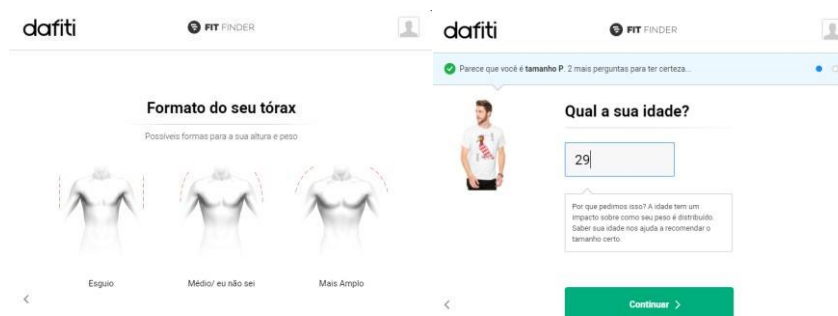 dafiti
FIT FINDER
Formato do seu tórax
Possíveis formas para a sua altura e peso
Esguio
Médio/ eu não sei
Mais Amplo
<
dafiti
FIT FINDER
Parece que você é tamanho P. 2 mais perguntas para ter certeza...
Qual a sua idade?
29
Por que pedimos isso? A idade tem um
impacto sobre como seu peso é distribuído.
Saber sua idade nos ajuda a recomendar o
tamanho certo.
<
Continuar >